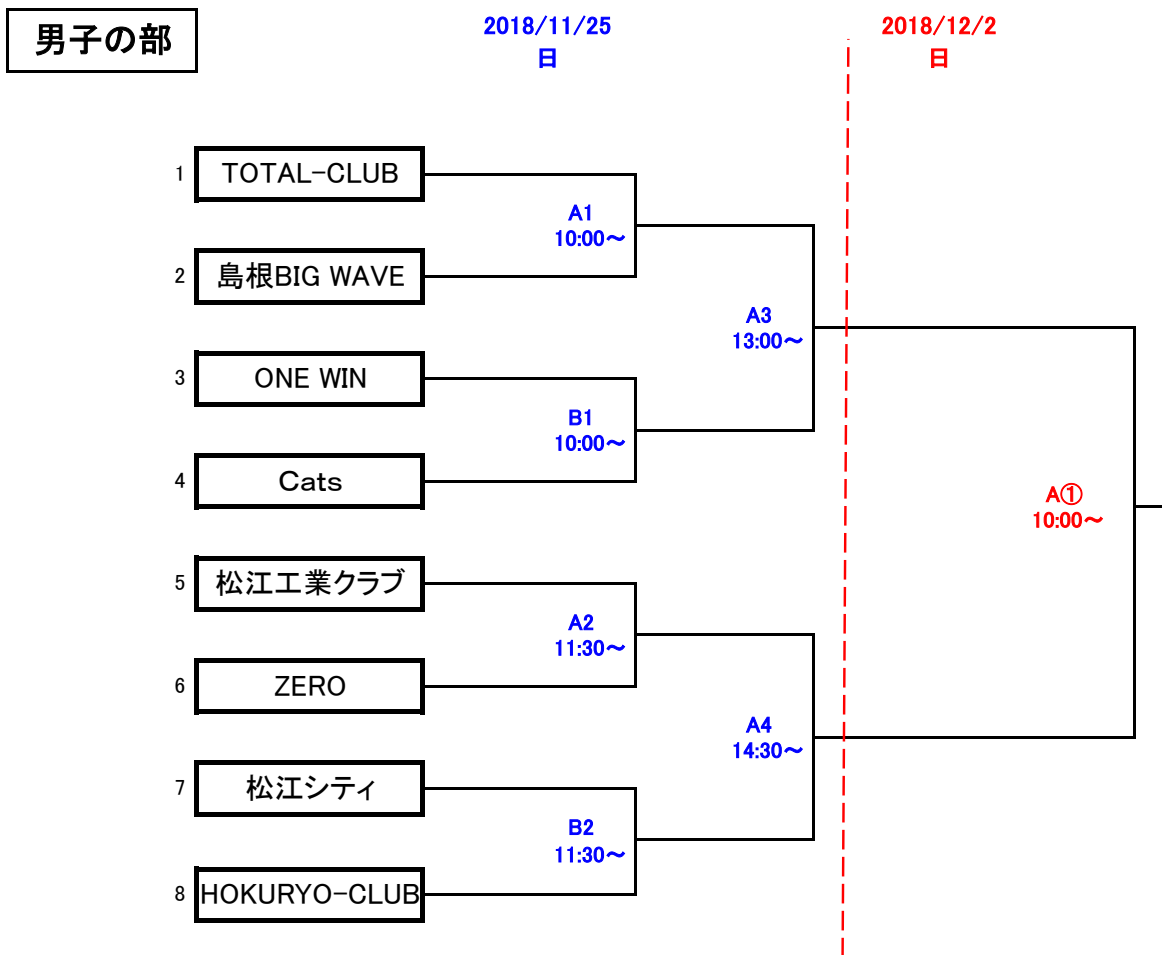 男子の部
2018/11/25
日
2018/12/2
日
1 TOTAL-CLUB
A1
10:00～
2 島根BIG WAVE
A3
13:00～
3 ONE WIN
B1
10:00～
4 Cats
A①
10:00～
5 松江工業クラブ
A2
11:30～
6 ZERO
A4
14:30～
7 松江シティ
B2
11:30～
8 HOKURYO-CLUB